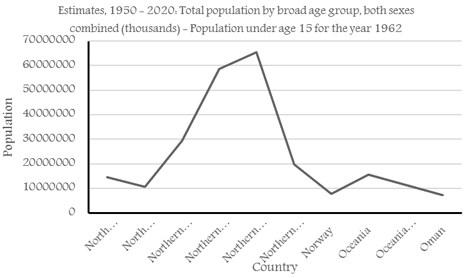 Estimates, 1950 - 2020: Total population by broad age group, both sexes
combined (thousands) - Population under age 15 for the year 1962
70000000
60000000
50000000
40000000
30000000
20000000
10000000
0
Population
North...
North...
Northern...
Northern...
Northern...
Northern...
Norway
Oceania
Oceania...
Oman
Country